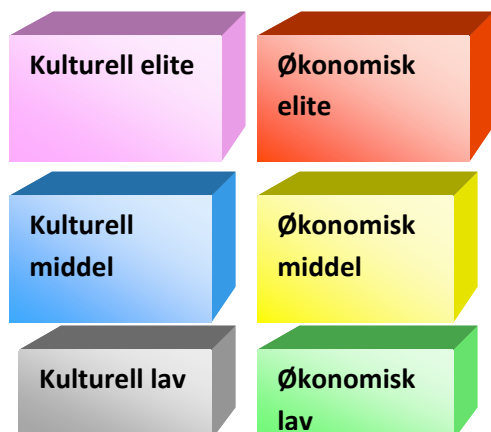 Kulturell elite
Økonomisk
elite
Kulturell
middel
Økonomisk
middel
Kulturell lav
Økonomisk
lav